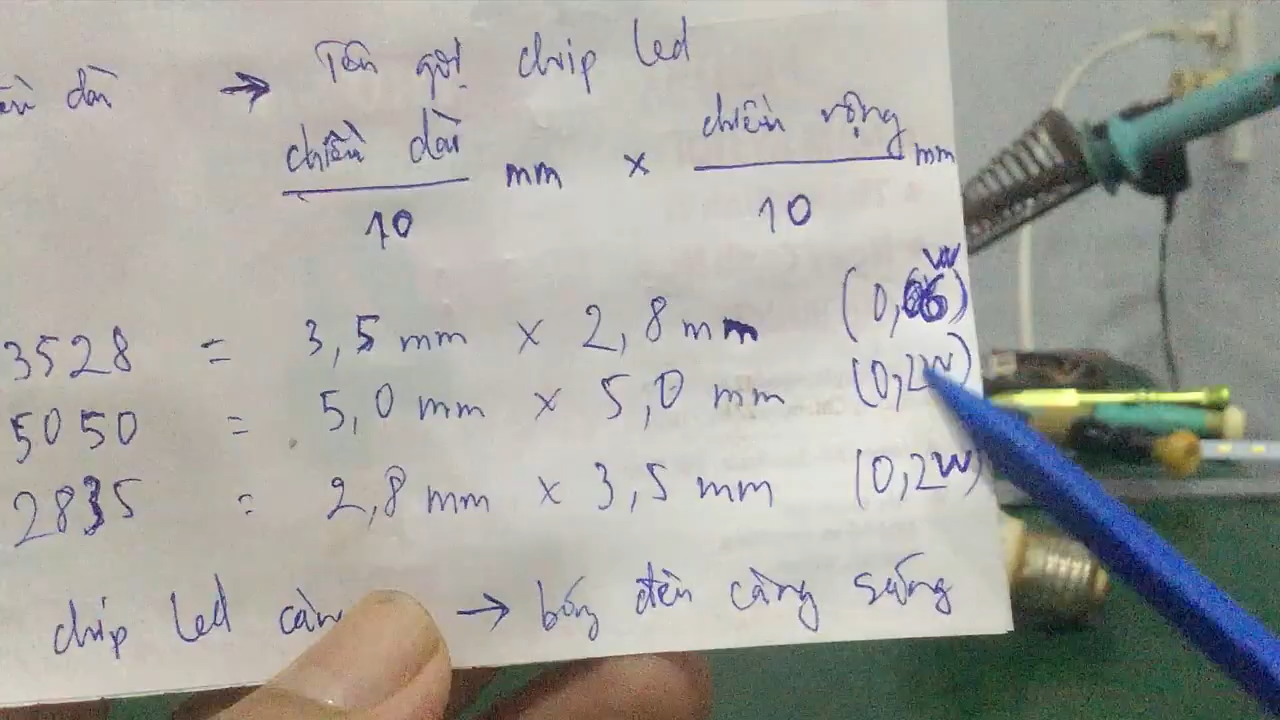 dài → Tên gọi chip led
chiều dài / 10 mm x chiều rộng / 10 mm
3528 = 3,5 mm x 2,8 mm (0,06W)
5050 = 5,0 mm x 5,0 mm (0,2W)
2835 = 2,8 mm x 3,5 mm (0,2W)
chip led càng → bóng đèn càng sáng